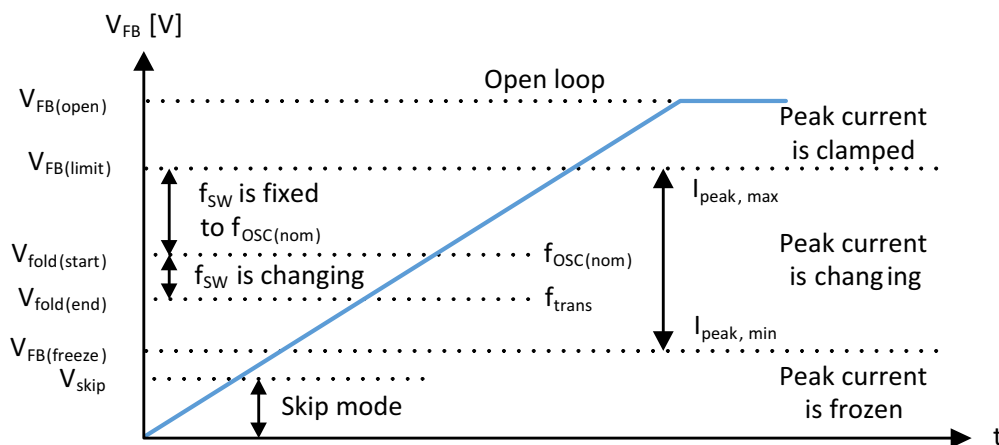 V_FB [V]
Open loop
V_FB(open)
Peak current
is clamped
V_FB(limit)
f_SW is fixed
to f_OSC(nom)
I_peak, max
V_fold(start)
f_OSC(nom)
Peak current
is changing
f_SW is changing
V_fold(end)
f_trans
I_peak, min
V_FB(freeze)
V_skip
Peak current
is frozen
Skip mode
t